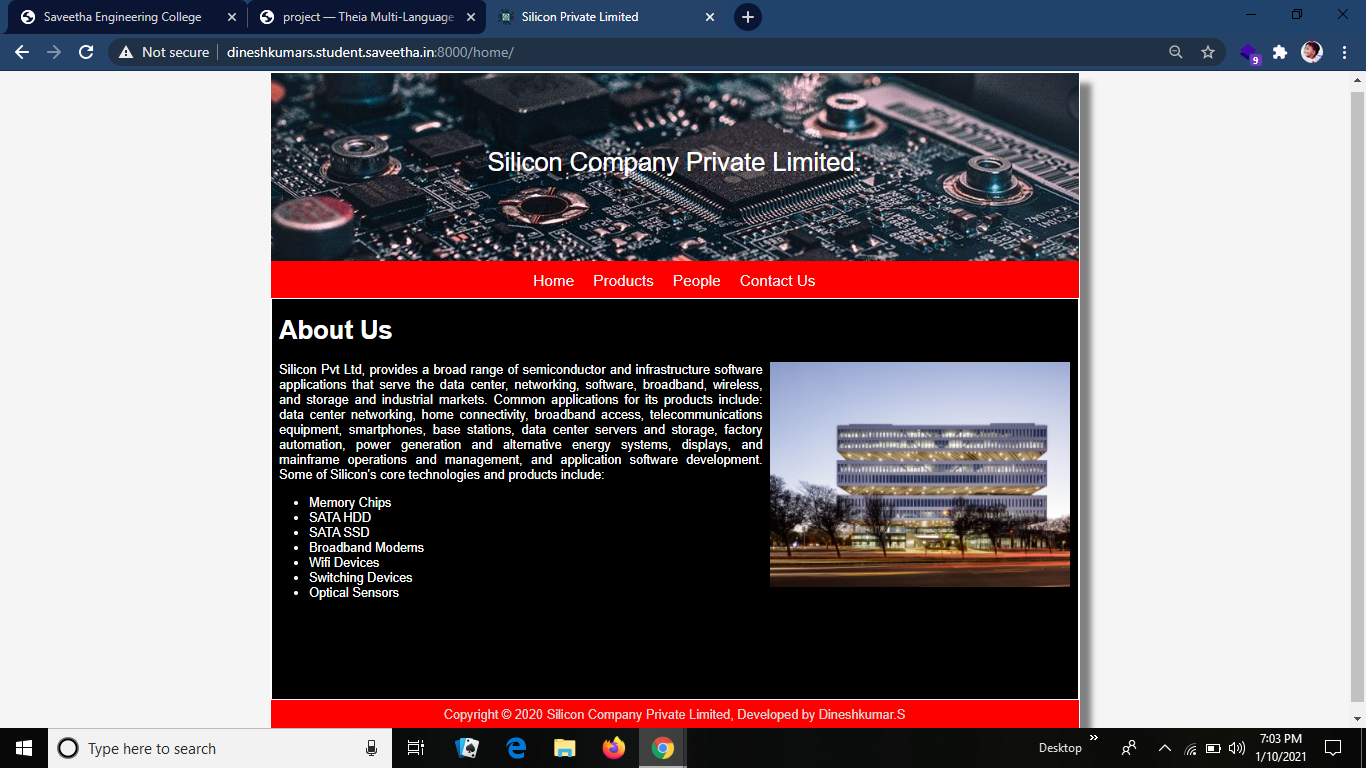 Saveetha Engineering College
project — Theia Multi-Language
Silicon Private Limited
Not secure
dineshkumars.student.saveetha.in:8000/home/
9
Silicon Company Private Limited.
Home Products People Contact Us
About Us
Silicon Pvt Ltd, provides a broad range of semiconductor and infrastructure software
applications that serve the data center, networking, software, broadband, wireless,
and storage and industrial markets. Common applications for its products include:
data center networking, home connectivity, broadband access, telecommunications
equipment, smartphones, base stations, data center servers and storage, factory
automation, power generation and alternative energy systems, displays, and
mainframe operations and management, and application software development.
Some of Silicon's core technologies and products include:
• Memory Chips
• SATA HDD
• SATA SSD
• Broadband Modems
• Wifi Devices
• Switching Devices
• Optical Sensors
Copyright © 2020 Silicon Company Private Limited, Developed by Dineshkumar.S
Type here to search
Desktop
7:03 PM
1/10/2021